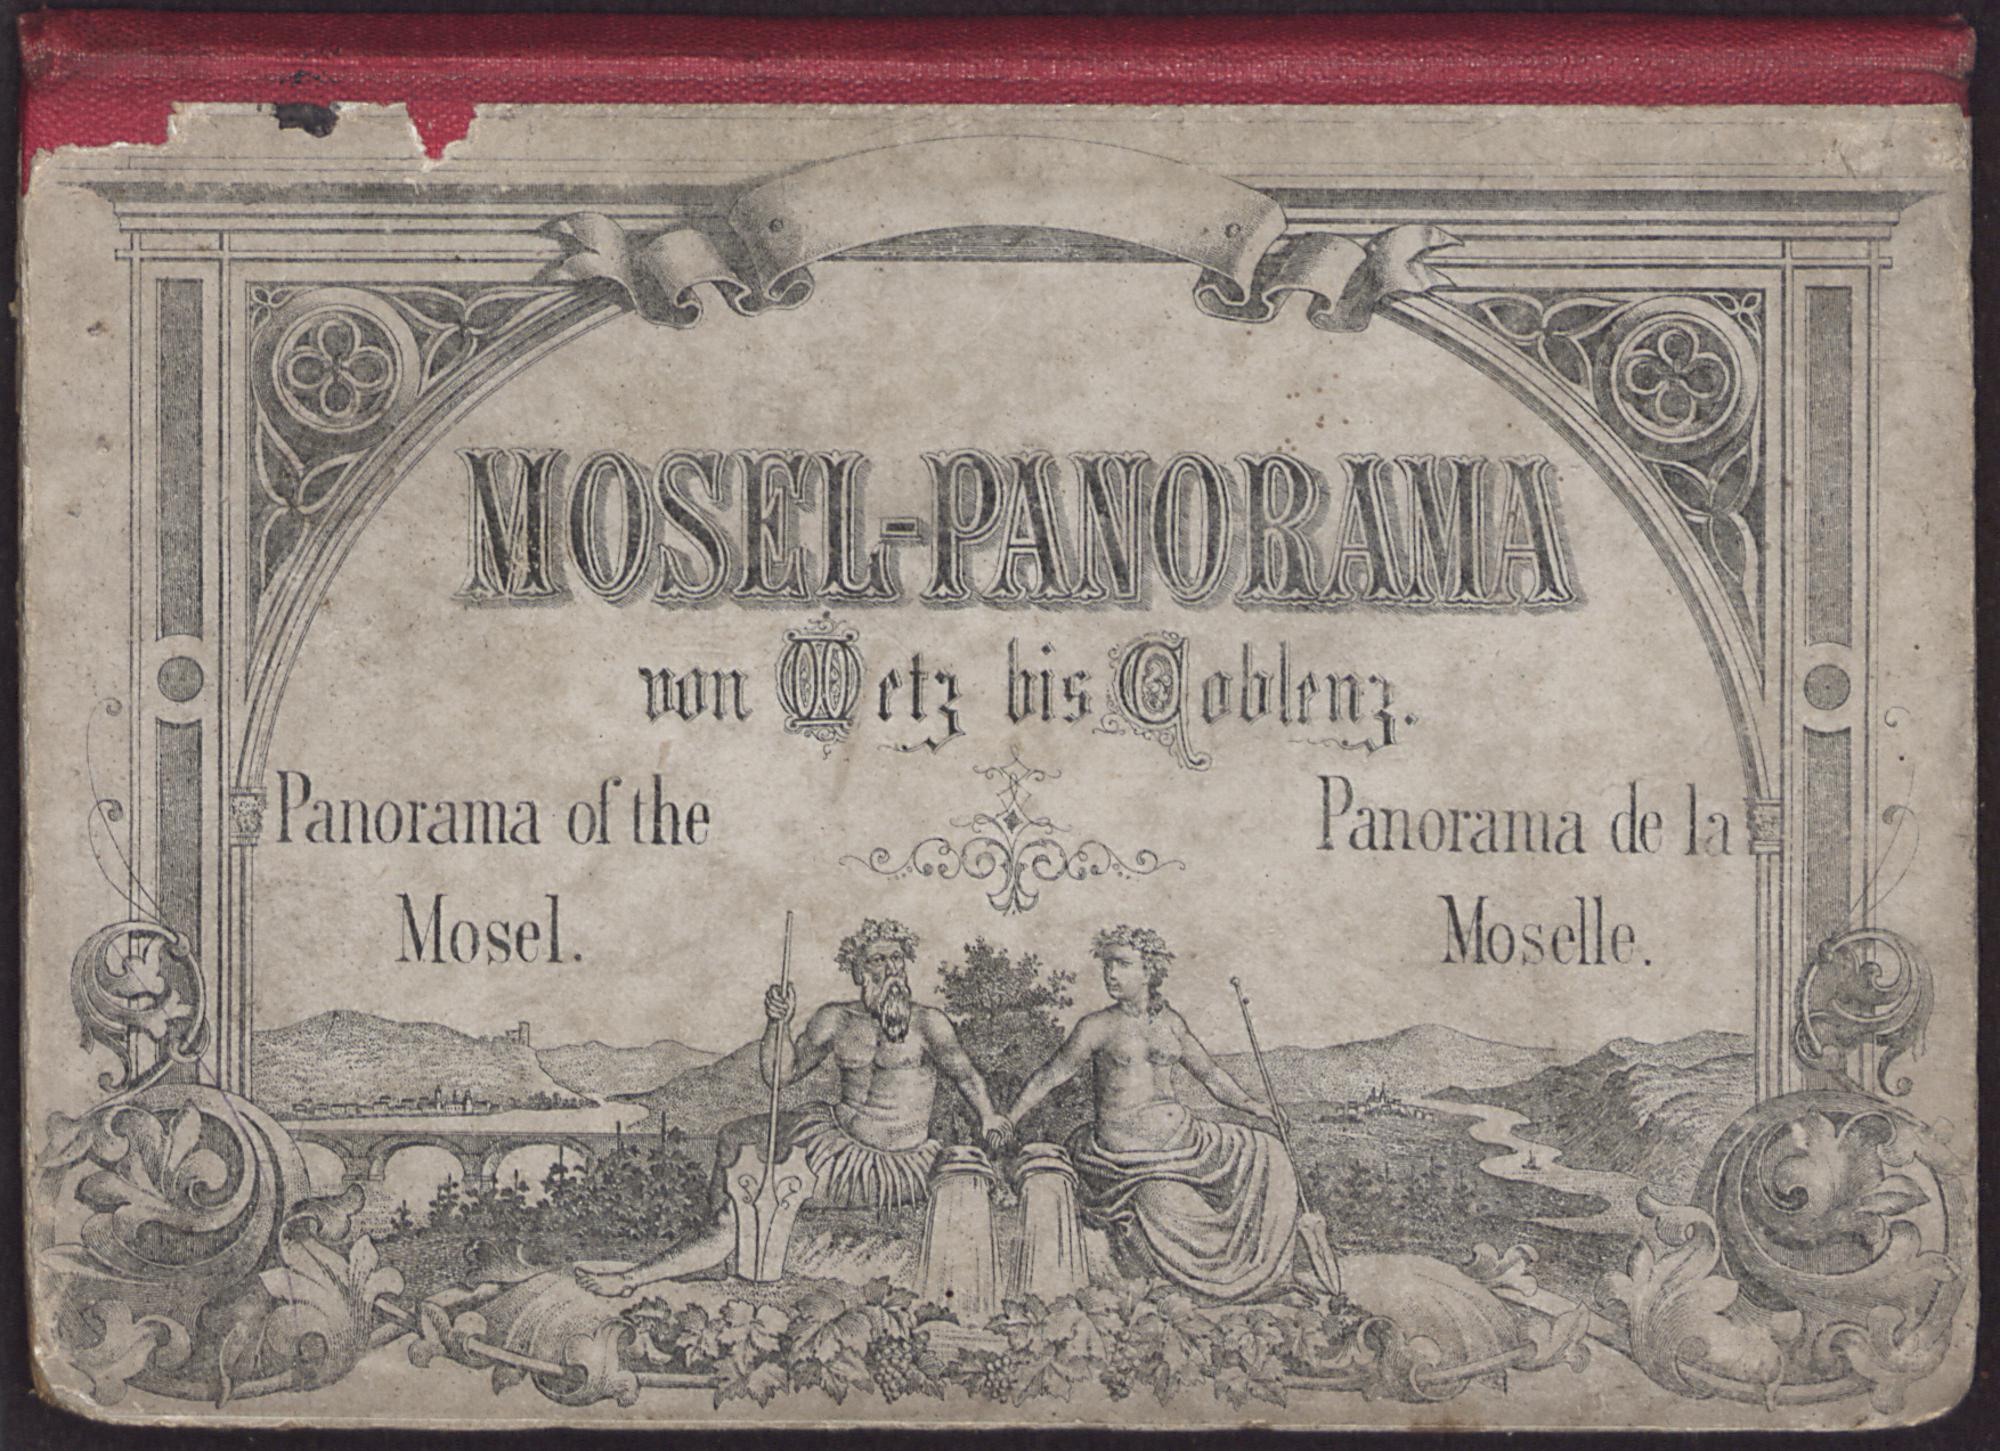 MOSEL-PANORAMA
von Metz bis Coblenz.
Panorama of the
Mosel.
Panorama de la
Moselle.